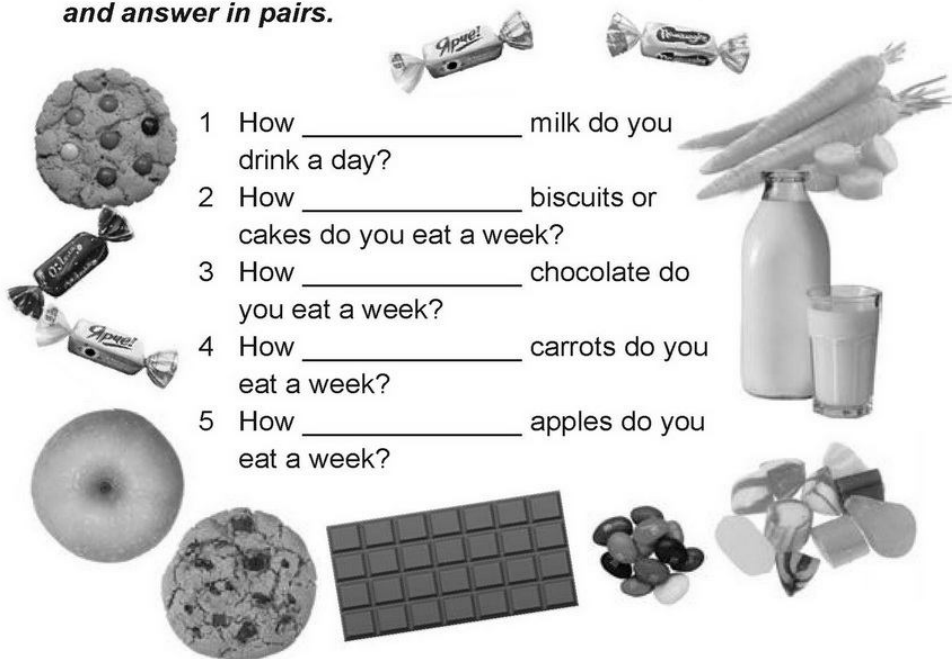 and answer in pairs.
Ярче!
1 How _______________ milk do you
drink a day?
2 How _______________ biscuits or
cakes do you eat a week?
3 How _______________ chocolate do
you eat a week?
4 How _______________ carrots do you
Ярче!
eat a week?
5 How _______________ apples do you
eat a week?